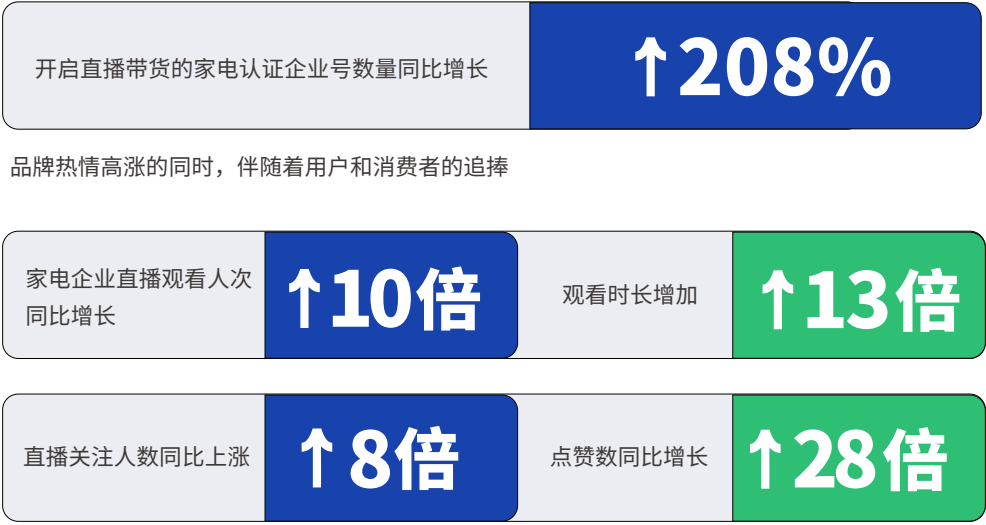 开启直播带货的家电认证企业号数量同比增长
↑208%
品牌热情高涨的同时，伴随着用户和消费者的追捧
家电企业直播观看人次
同比增长
↑10倍
观看时长增加
↑13倍
直播关注人数同比上涨
↑8倍
点赞数同比增长
↑28倍